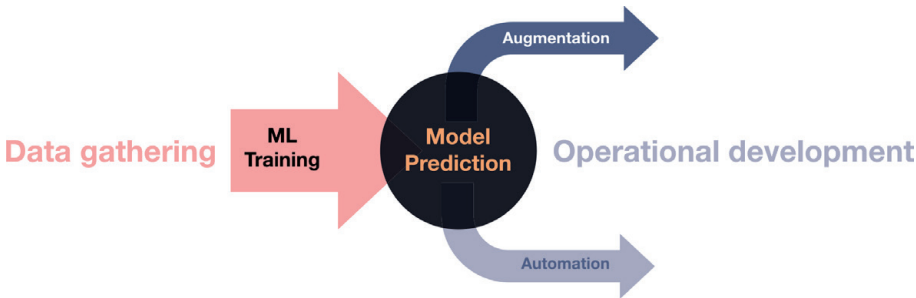 Augmentation
Data gathering
ML
Training
Model
Prediction
Operational development
Automation